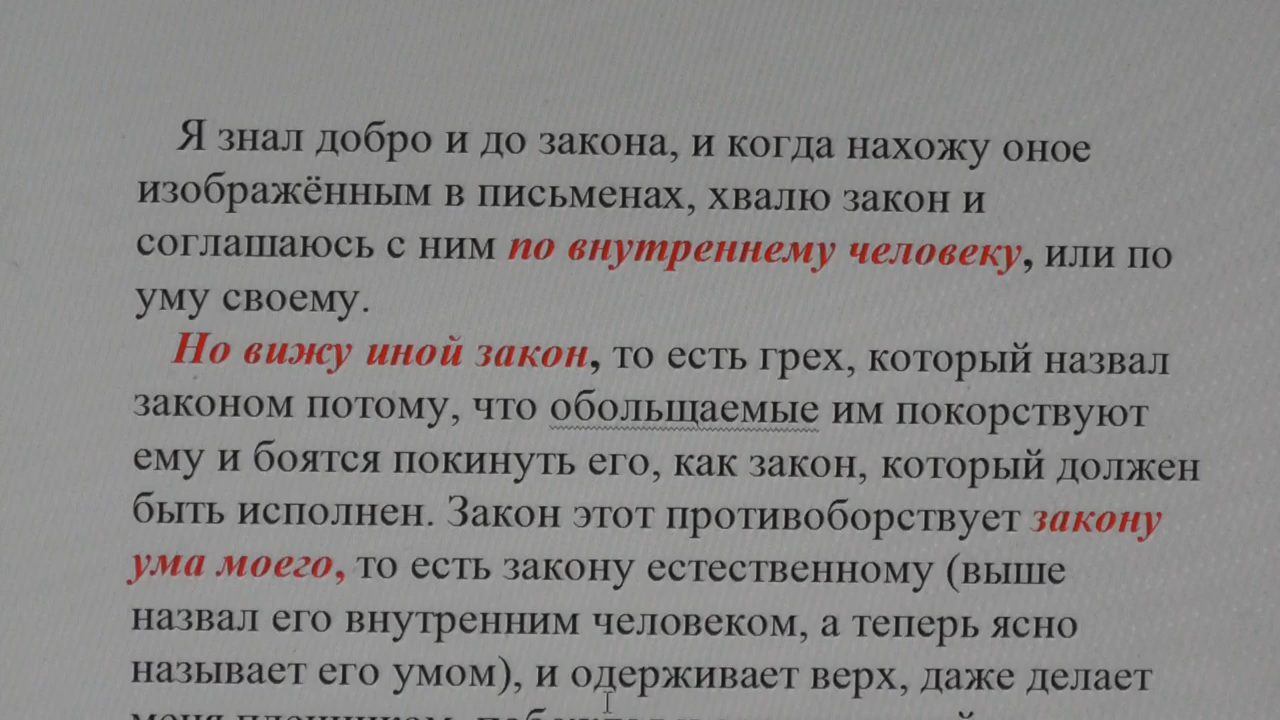 Я знал добро и до закона, и когда нахожу оное
изображённым в письменах, хвалю закон и
соглашаюсь с ним по внутреннему человеку, или по
уму своему.
Но вижу иной закон, то есть грех, который назвал
законом потому, что обольщаемые им покорствуют
ему и боятся покинуть его, как закон, который должен
быть исполнен. Закон этот противоборствует закону
ума моего, то есть закону естественному (выше
назвал его внутренним человеком, а теперь ясно
называет его умом), и одерживает верх, даже делает